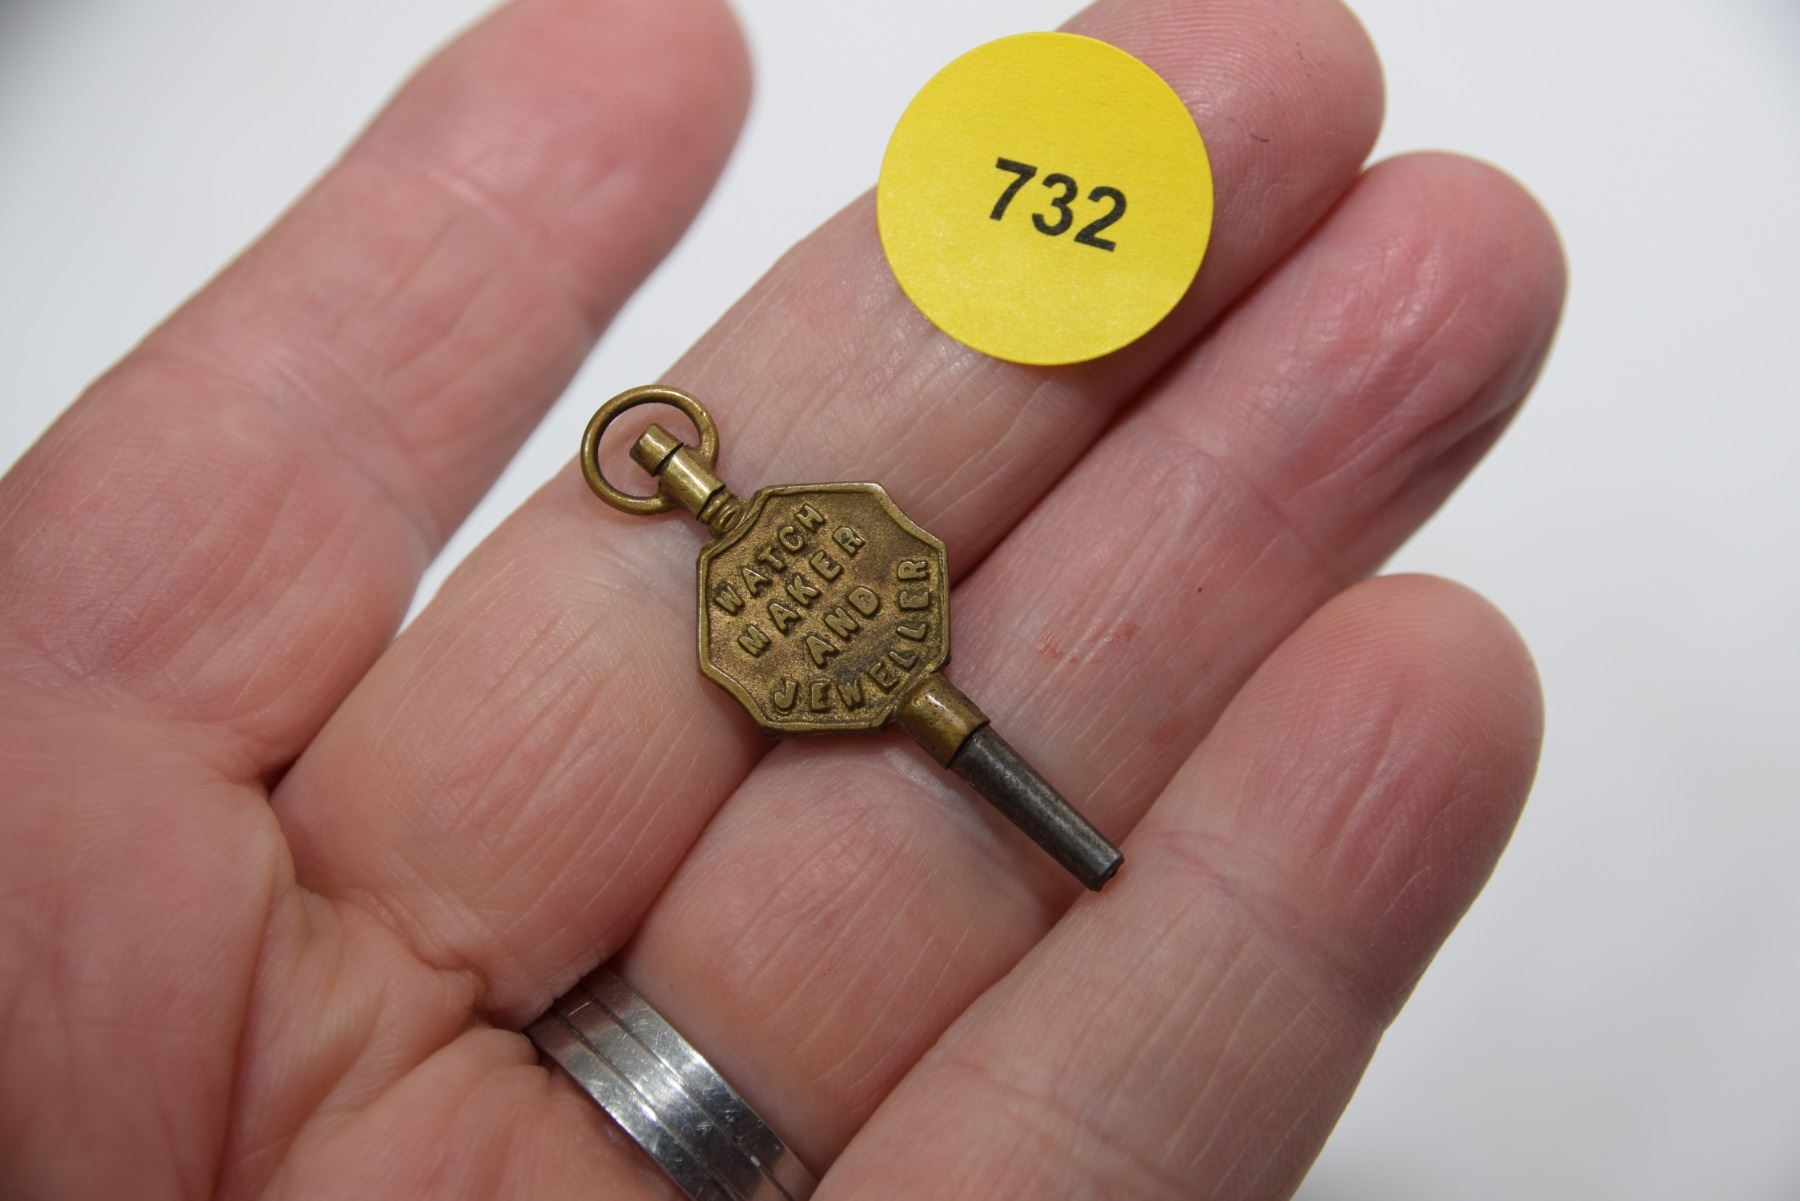 732
WATCH
MAKER
AND
JEWELLER